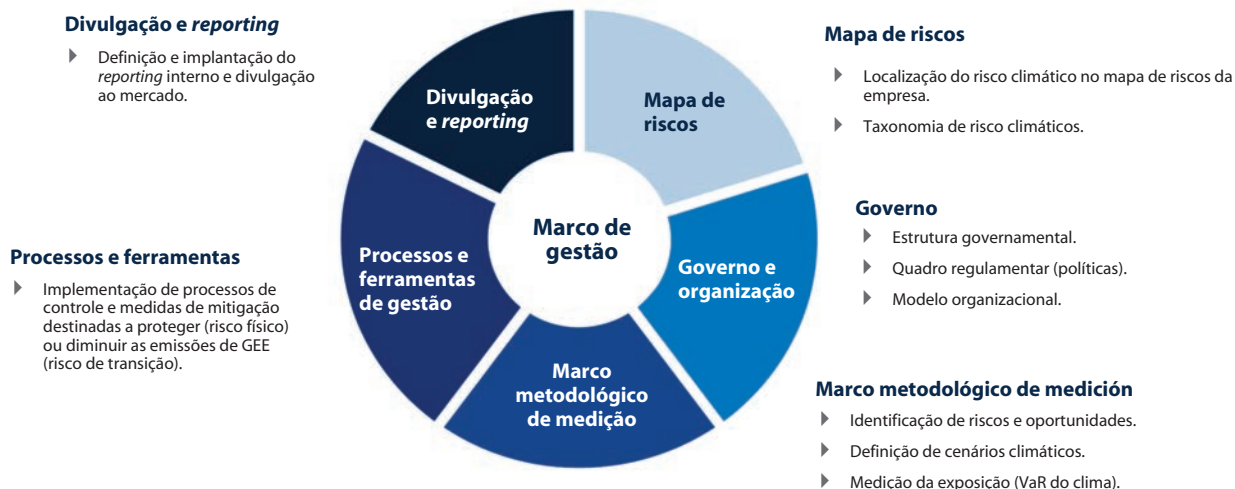 Divulgação e reporting
Definição e implantação do
reporting interno e divulgação
ao mercado.
Processos e ferramentas
Implementação de processos de
controle e medidas de mitigação
destinadas a proteger (risco físico)
ou diminuir as emissões de GEE
(risco de transição).
Divulgação
e reporting
Mapa de
riscos
Marco de
gestão
Processos e
ferramentas
de gestão
Governo e
organização
Marco
metodológico
de medição
Mapa de riscos
Localização do risco climático no mapa de riscos da
empresa.
Taxonomia de risco climáticos.
Governo
Estrutura governamental.
Quadro regulamentar (políticas).
Modelo organizacional.
Marco metodológico de medición
Identificação de riscos e oportunidades.
Definição de cenários climáticos.
Medição da exposição (VaR do clima).